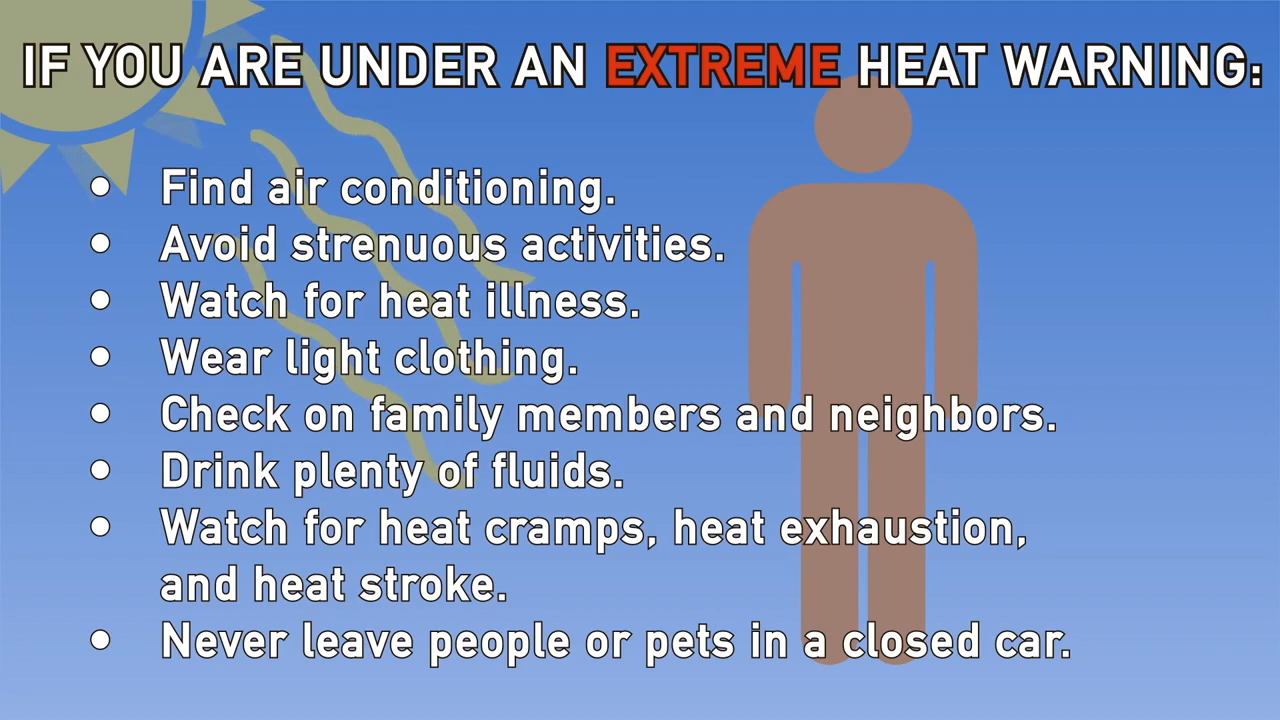 IF YOU ARE UNDER AN EXTREME HEAT WARNING:
• Find air conditioning.
• Avoid strenuous activities.
• Watch for heat illness.
• Wear light clothing.
• Check on family members and neighbors.
• Drink plenty of fluids.
• Watch for heat cramps, heat exhaustion,
and heat stroke.
• Never leave people or pets in a closed car.